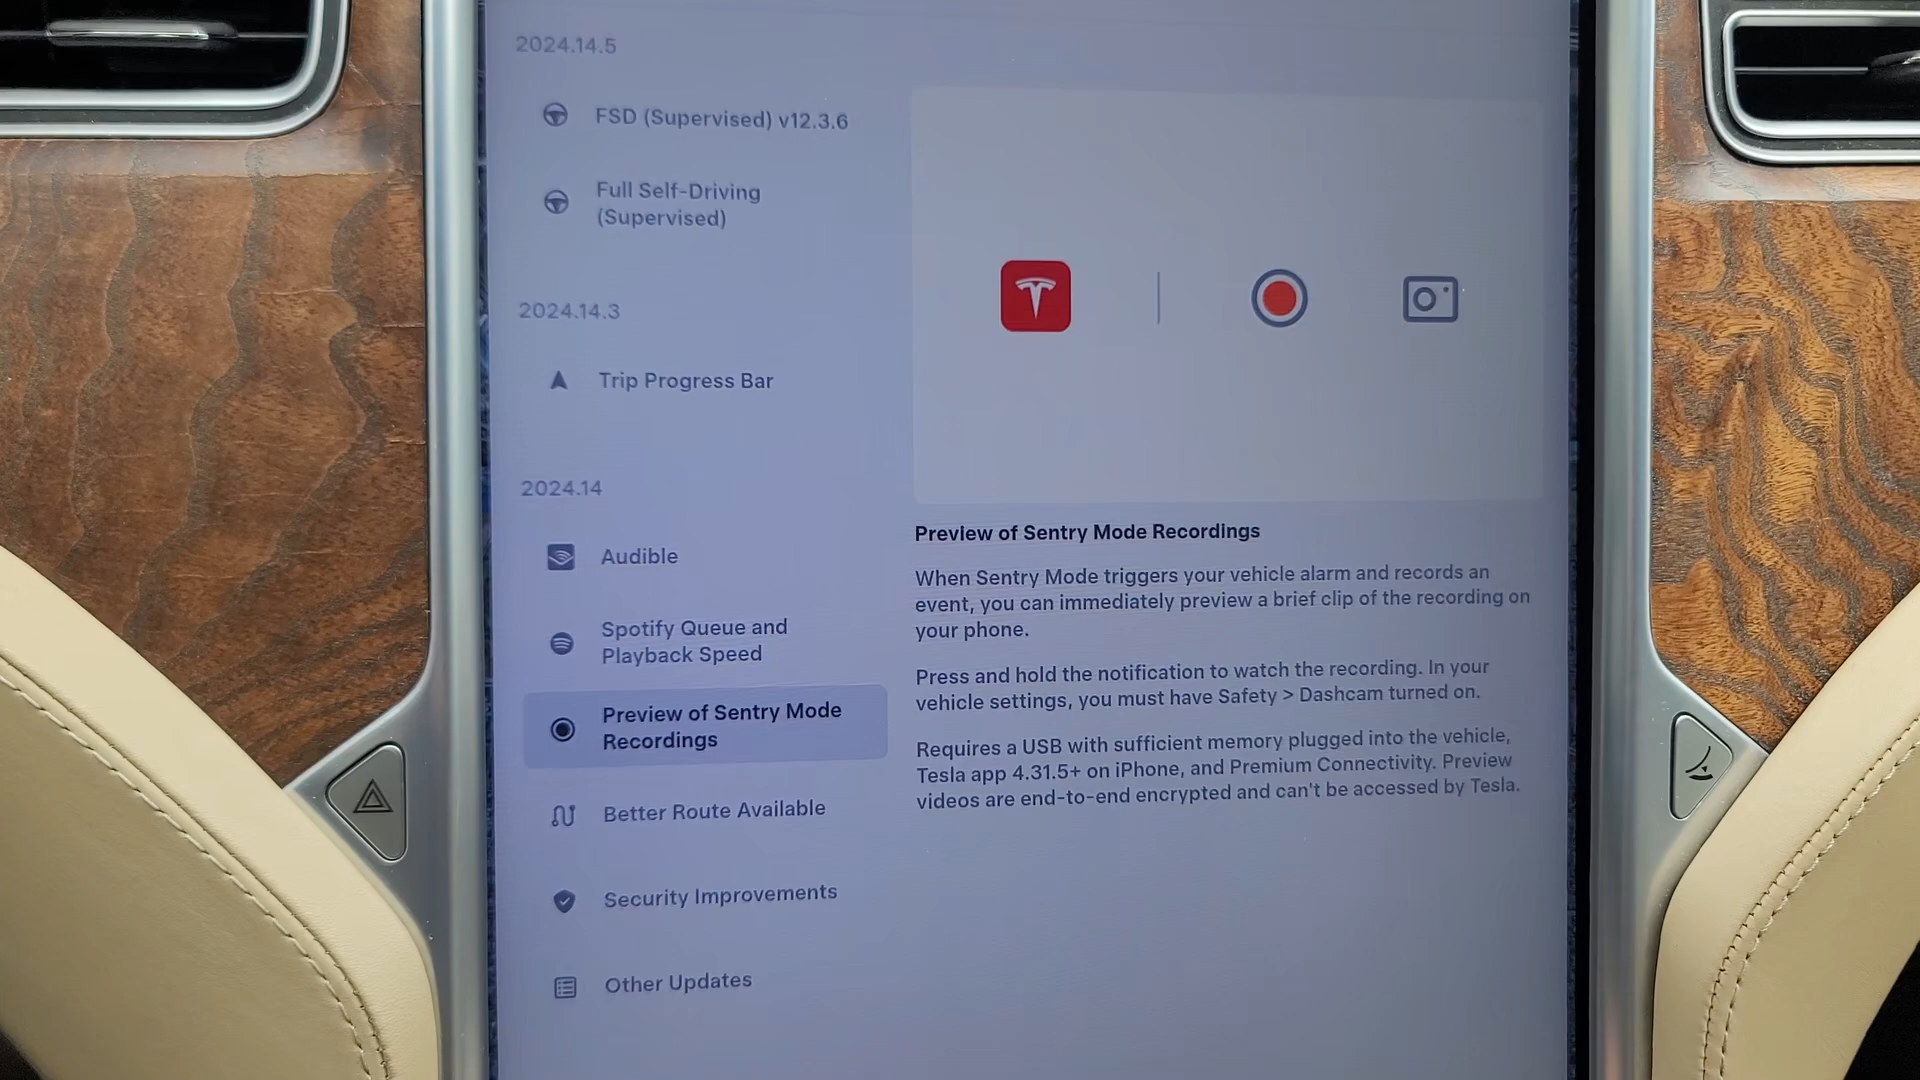 2024.14.5
FSD (Supervised) v12.3.6
Full Self-Driving
(Supervised)
2024.14.3
Trip Progress Bar
2024.14
Audible
Spotify Queue and
Playback Speed
Preview of Sentry Mode
Recordings
Better Route Available
Security Improvements
Other Updates
Preview of Sentry Mode Recordings
When Sentry Mode triggers your vehicle alarm and records an
event, you can immediately preview a brief clip of the recording on
your phone.
Press and hold the notification to watch the recording. In your
vehicle settings, you must have Safety > Dashcam turned on.
Requires a USB with sufficient memory plugged into the vehicle,
Tesla app 4.31.5+ on iPhone, and Premium Connectivity. Preview
videos are end-to-end encrypted and can't be accessed by Tesla.